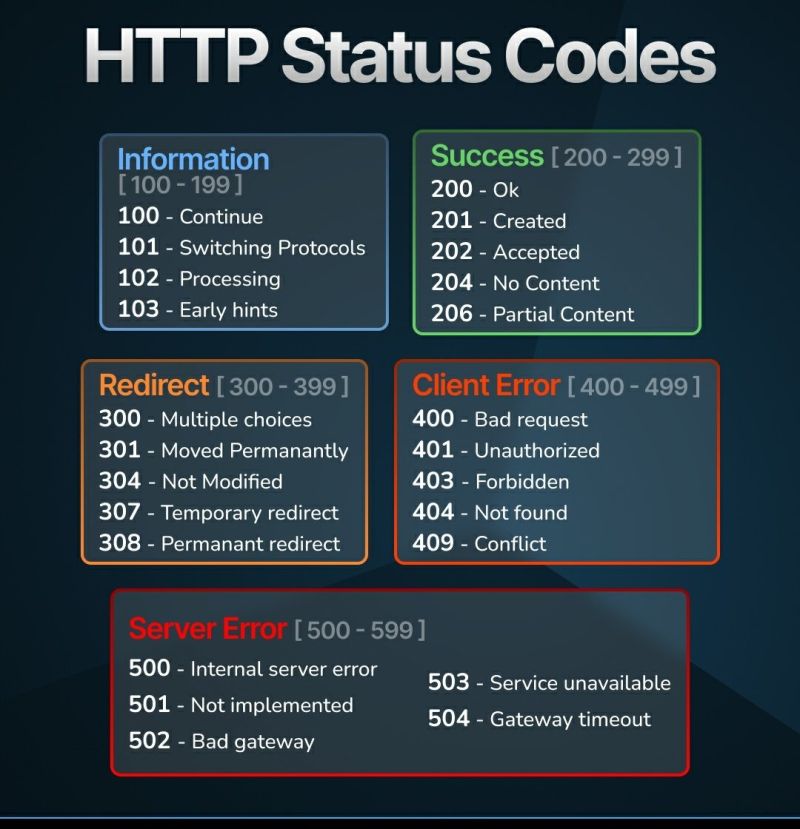 HTTP Status Codes
Information
[ 100 - 199 ]
100 - Continue
101 - Switching Protocols
102 - Processing
103 - Early hints
Success [ 200 - 299 ]
200 - Ok
201 - Created
202 - Accepted
204 - No Content
206 - Partial Content
Redirect [ 300 - 399 ]
300 - Multiple choices
301 - Moved Permanantly
304 - Not Modified
307 - Temporary redirect
308 - Permanant redirect
Client Error [ 400 - 499 ]
400 - Bad request
401 - Unauthorized
403 - Forbidden
404 - Not found
409 - Conflict
Server Error [ 500 - 599 ]
500 - Internal server error
501 - Not implemented
502 - Bad gateway
503 - Service unavailable
504 - Gateway timeout